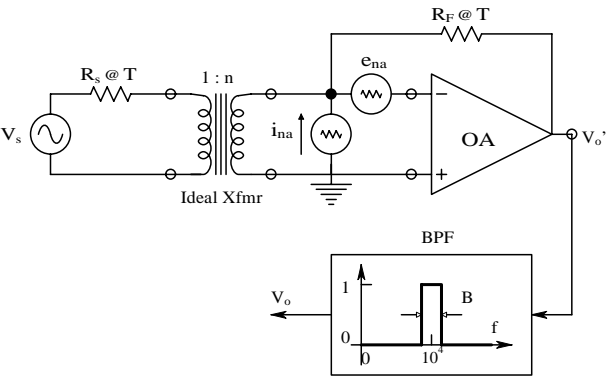 R_F @ T
e_na
R_s @ T
1 : n
V_s
i_na
−
+
OA
V_o'
Ideal Xfmr
BPF
V_o
1
B
0
f
0
10^4